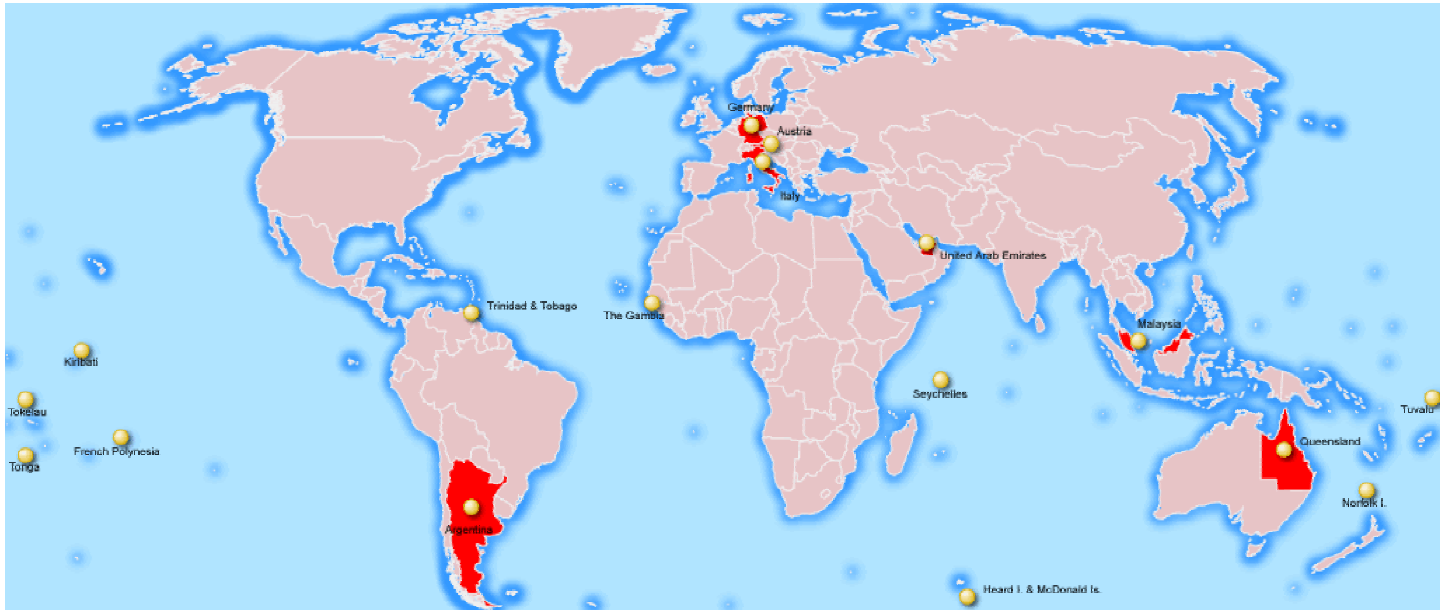 Germany
Austria
Italy
United Arab Emirates
Trinidad & Tobago
The Gambia
Malaysia
Kiribati
Seychelles
Tokelau
Tuvalu
French Polynesia
Queensland
Tonga
Norfolk I.
Argentina
Heard I. & McDonald Is.